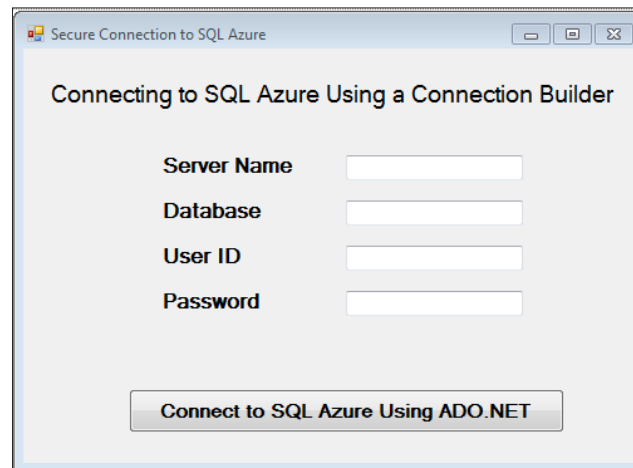 Secure Connection to SQL Azure
Connecting to SQL Azure Using a Connection Builder
Server Name
Database
User ID
Password
Connect to SQL Azure Using ADO.NET